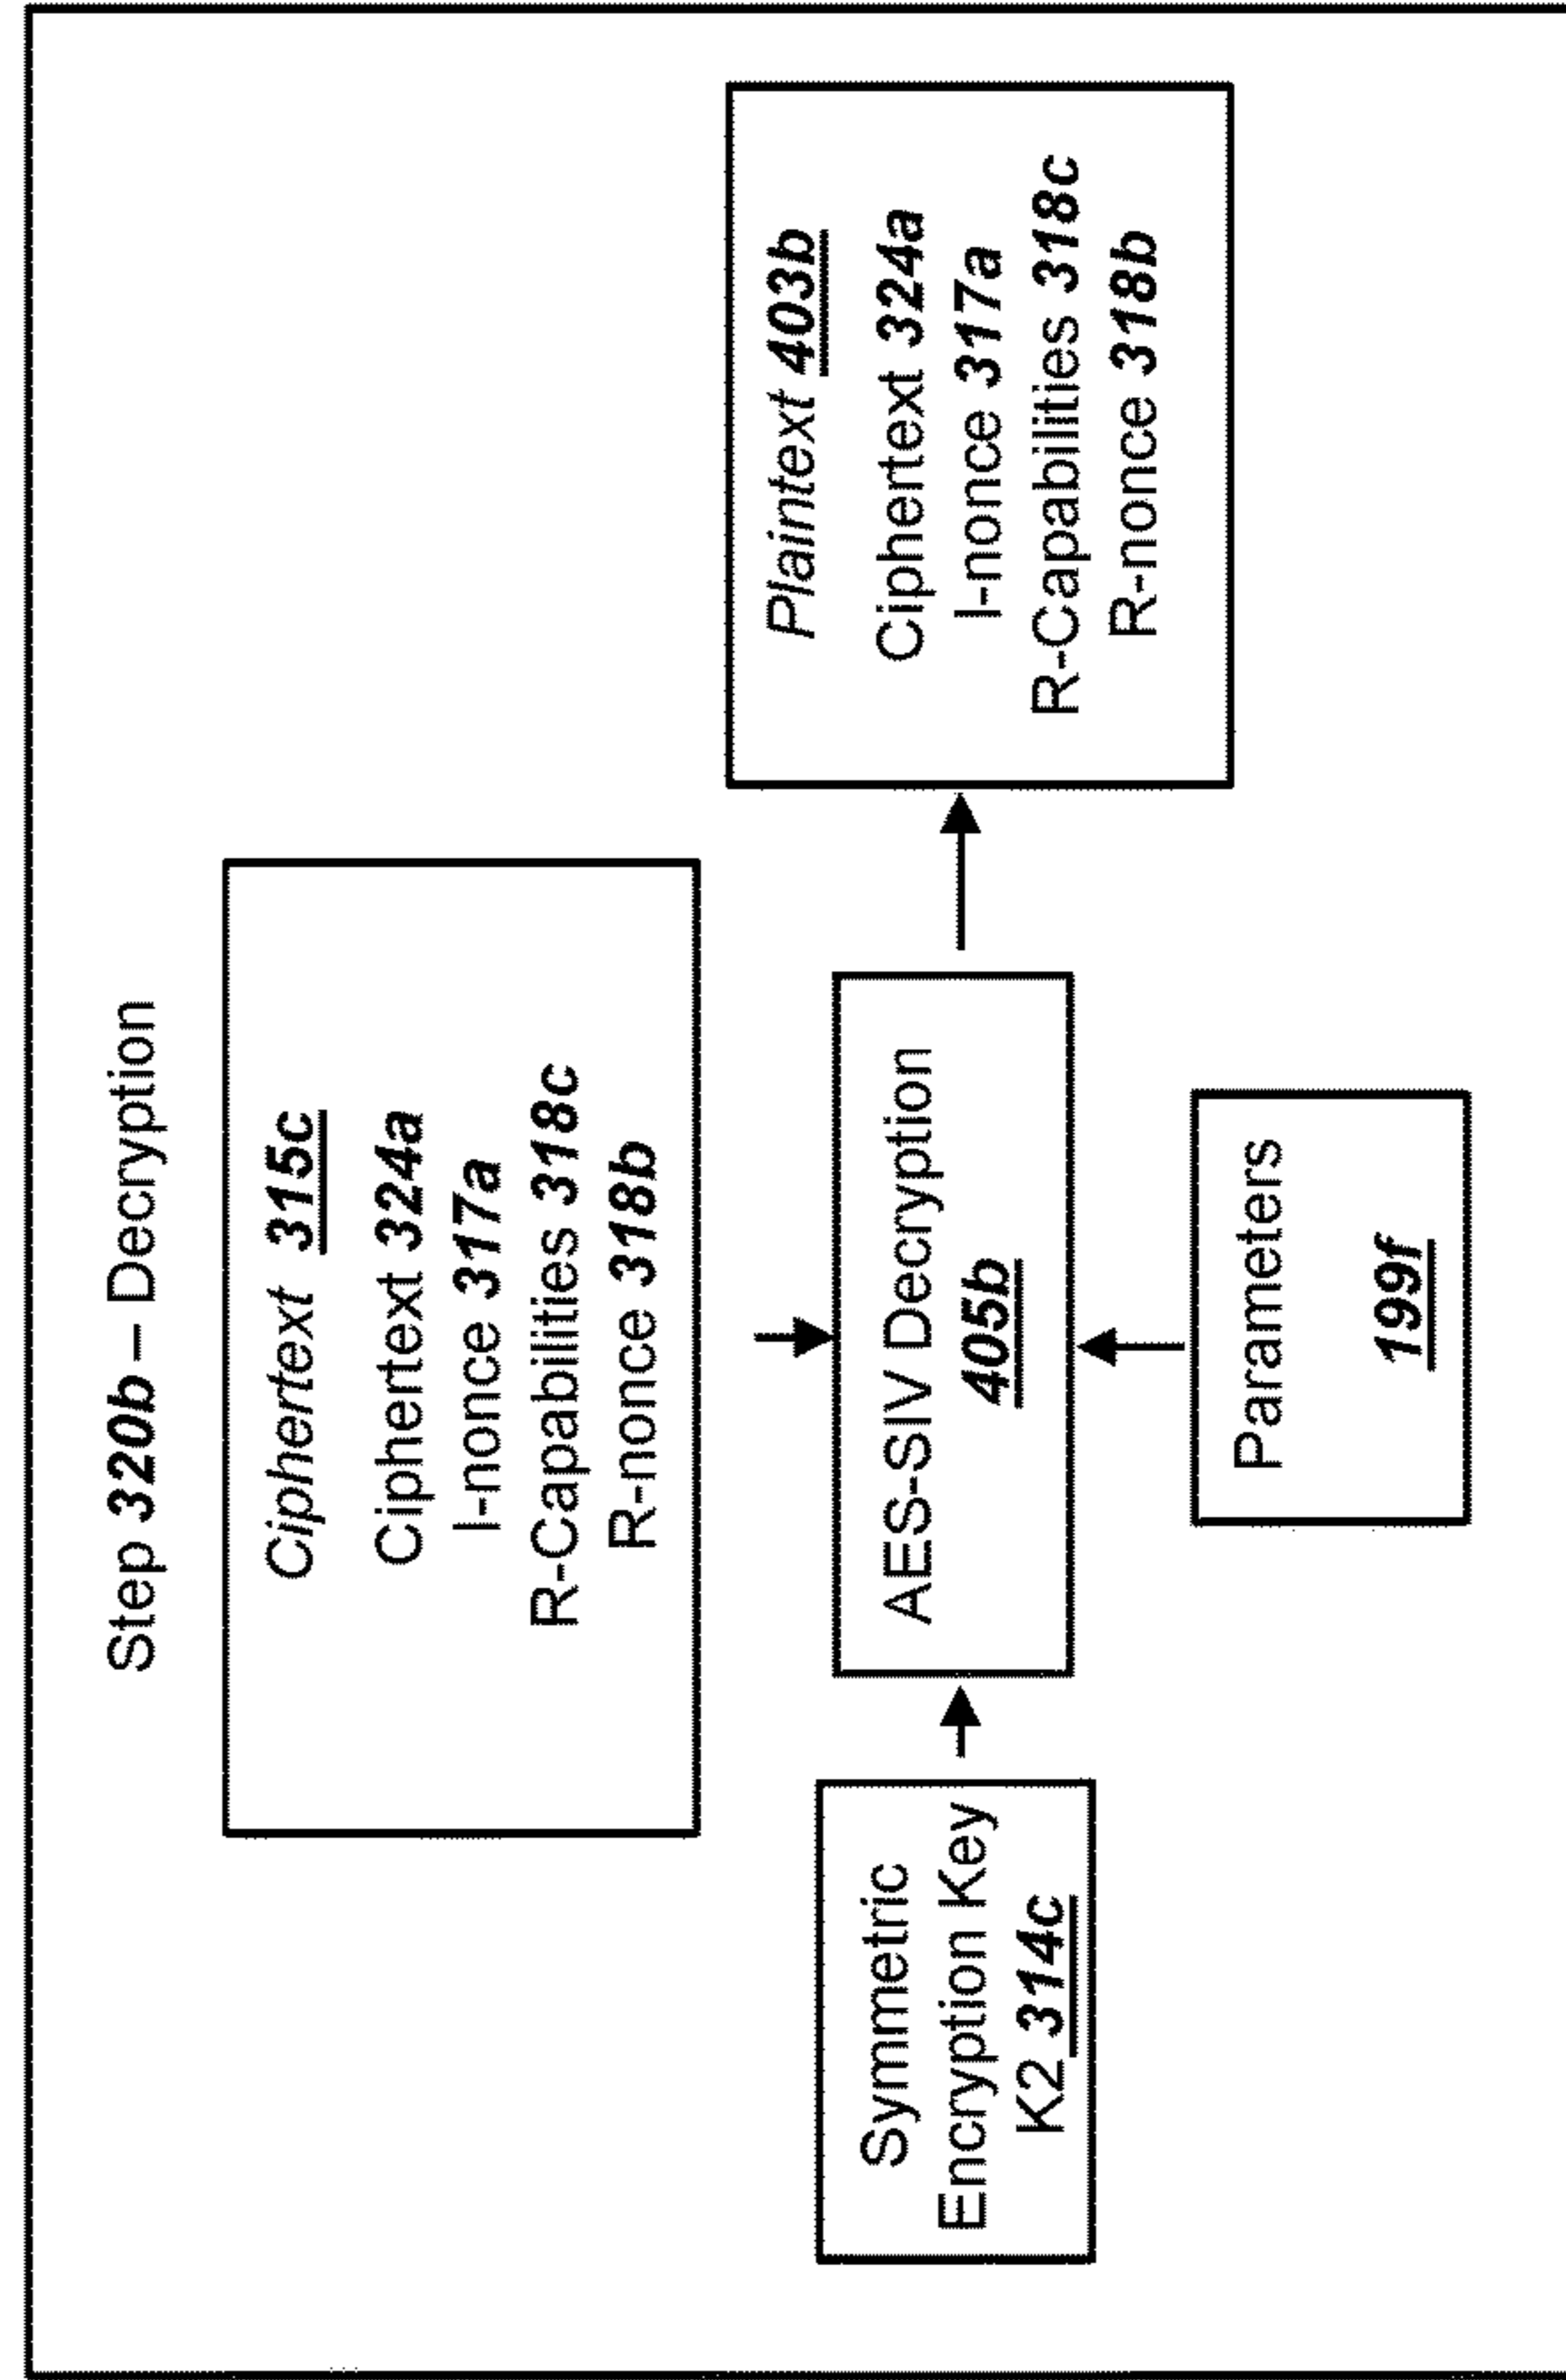 Step 320b – Decryption
Ciphertext 315c
Ciphertext 324a
I-nonce 317a
R-Capabilities 318c
R-nonce 318b
Symmetric
Encryption Key
K2 314c
AES-SIV Decryption
405b
Plaintext 403b
Ciphertext 324a
I-nonce 317a
R-Capabilities 318c
R-nonce 318b
Parameters
199f